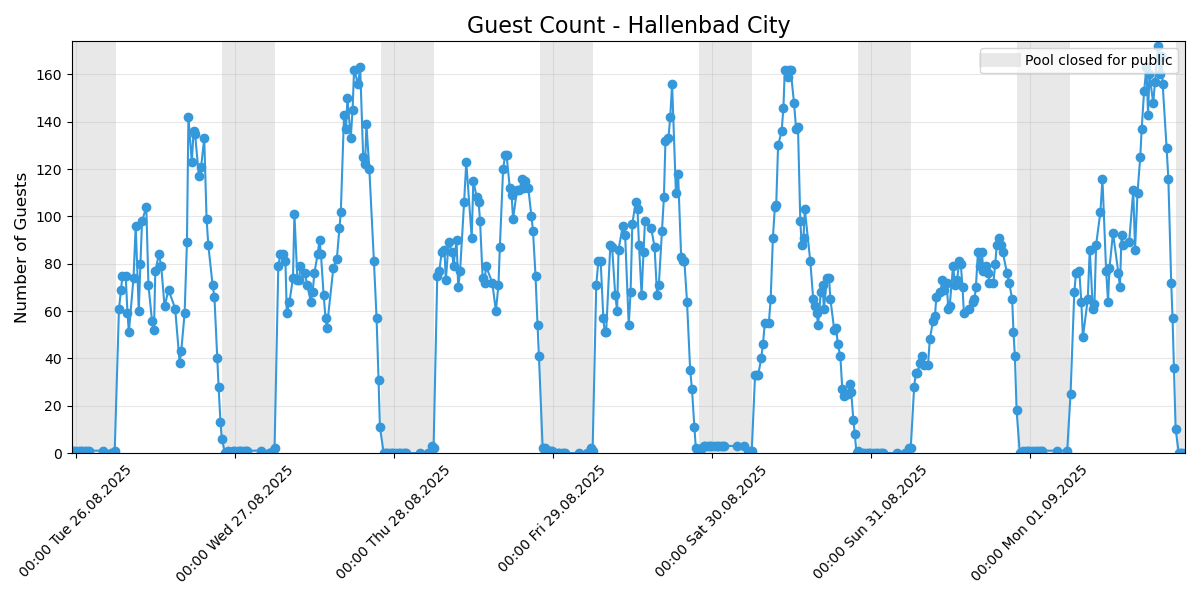 Guest Count - Hallenbad City
Pool closed for public
Number of Guests
160
140
120
100
80
60
40
20
0
00:00 Tue 26.08.2025
00:00 Wed 27.08.2025
00:00 Thu 28.08.2025
00:00 Fri 29.08.2025
00:00 Sat 30.08.2025
00:00 Sun 31.08.2025
00:00 Mon 01.09.2025